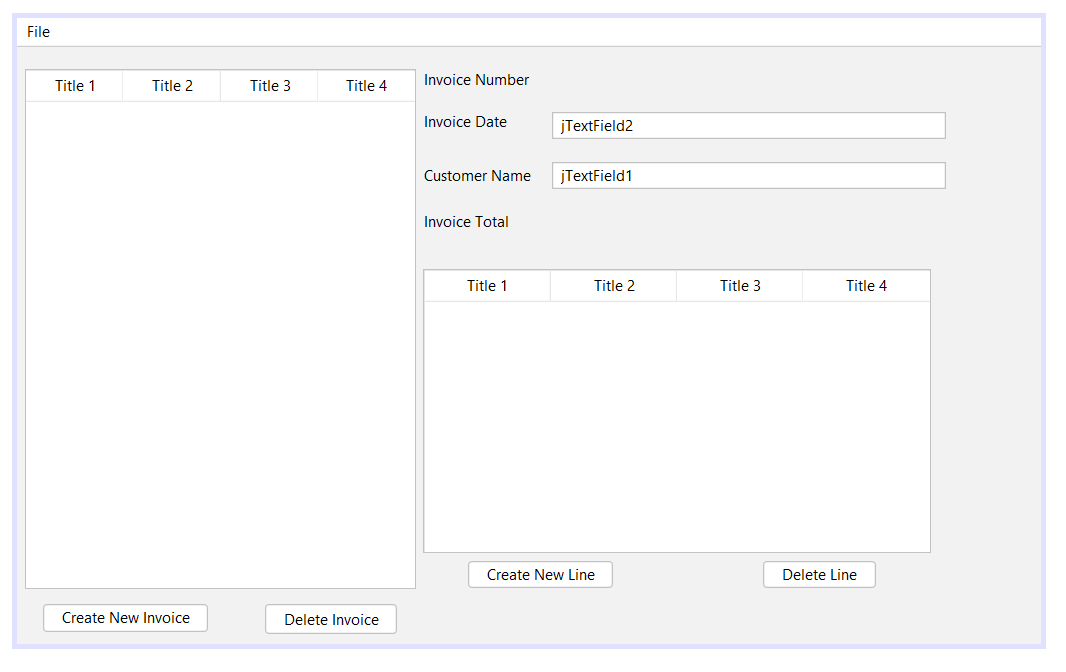 File
Title 1 Title 2 Title 3 Title 4
Invoice Number
Invoice Date jTextField2
Customer Name jTextField1
Invoice Total
Title 1 Title 2 Title 3 Title 4
Create New Line Delete Line
Create New Invoice Delete Invoice